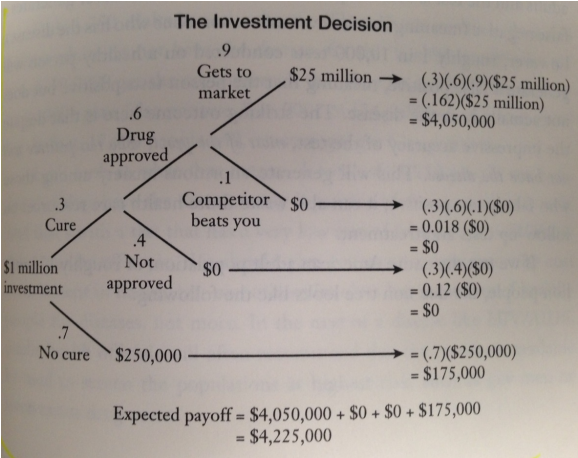 The Investment Decision
.9
Gets to
market
$25 million
(.3)(.6)(.9)($25 million)
= (.162)($25 million)
= $4,050,000
.6
Drug
approved
.1
Competitor
beats you
$0
(.3)(.6)(.1)($0)
= 0.018 ($0)
= $0
.3
Cure
.4
Not
approved
$0
(.3)(.4)($0)
= 0.12 ($0)
= $0
$1 million
investment
.7
No cure
$250,000
= (.7)($250,000)
= $175,000
Expected payoff = $4,050,000 + $0 + $0 + $175,000
= $4,225,000